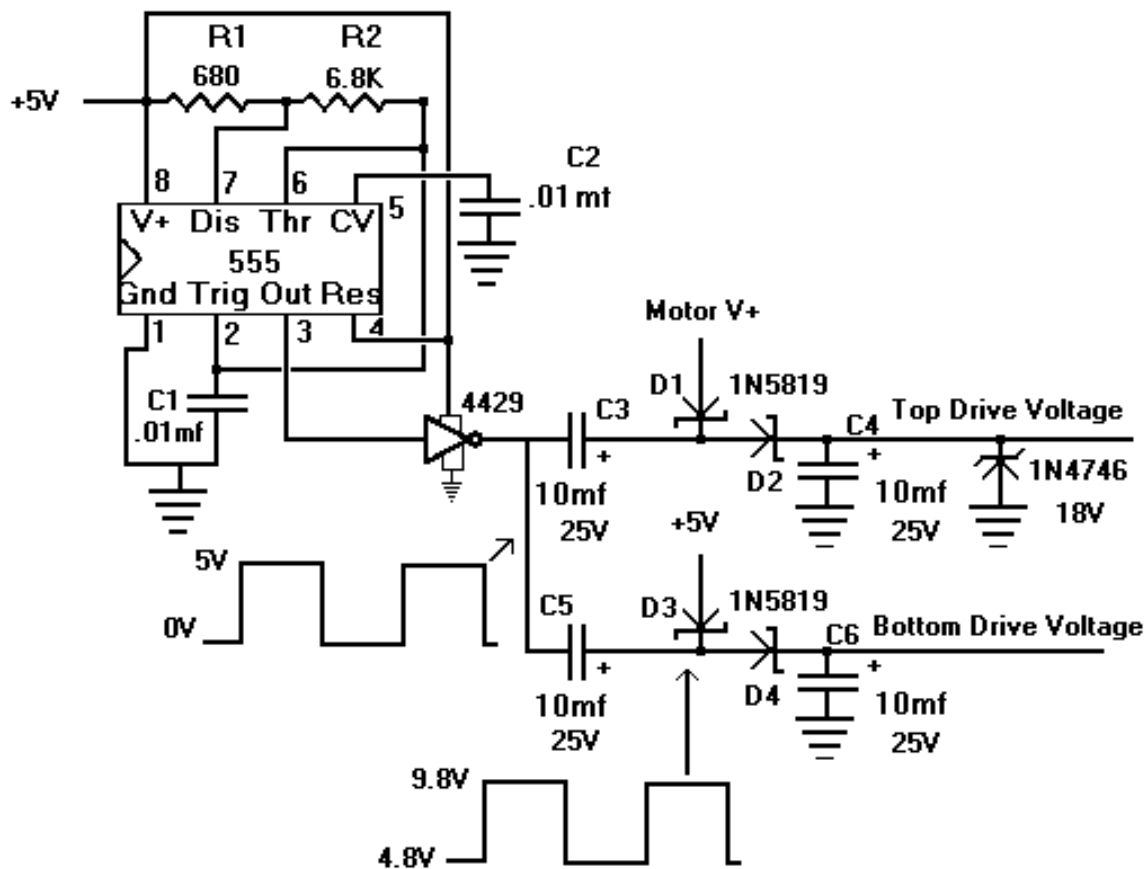 R1 R2
680 6.8K
+5V
C2
.01 mf
8 7 6 5
V+ Dis Thr CV
555
Gnd Trig Out Res
1 2 3 4
Motor V+
C1
.01mf
4429
C3
D1
1N5819
C4
Top Drive Voltage
+
+
D2
1N4746
10mf
10mf
18V
25V
25V
+5V
5V
0V
C5
D3
1N5819
C6
Bottom Drive Voltage
+
+
D4
10mf
10mf
25V
25V
9.8V
4.8V